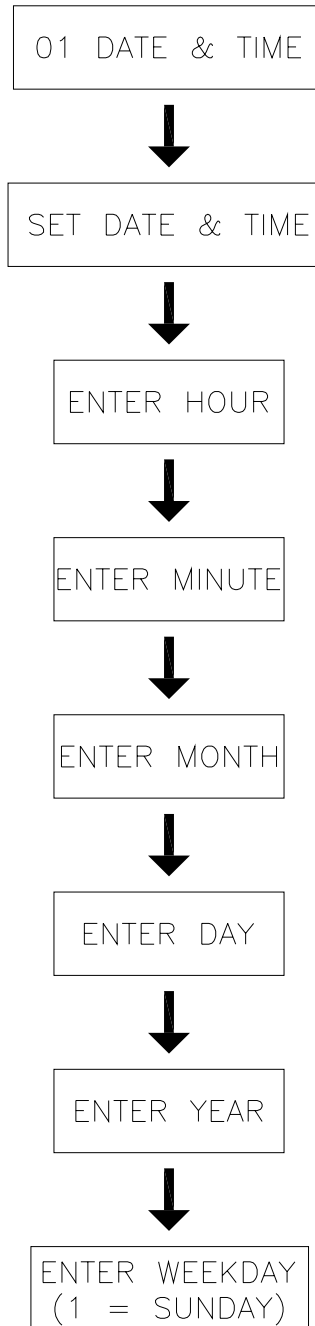 01 DATE & TIME
SET DATE & TIME
ENTER HOUR
ENTER MINUTE
ENTER MONTH
ENTER DAY
ENTER YEAR
ENTER WEEKDAY
(1 = SUNDAY)